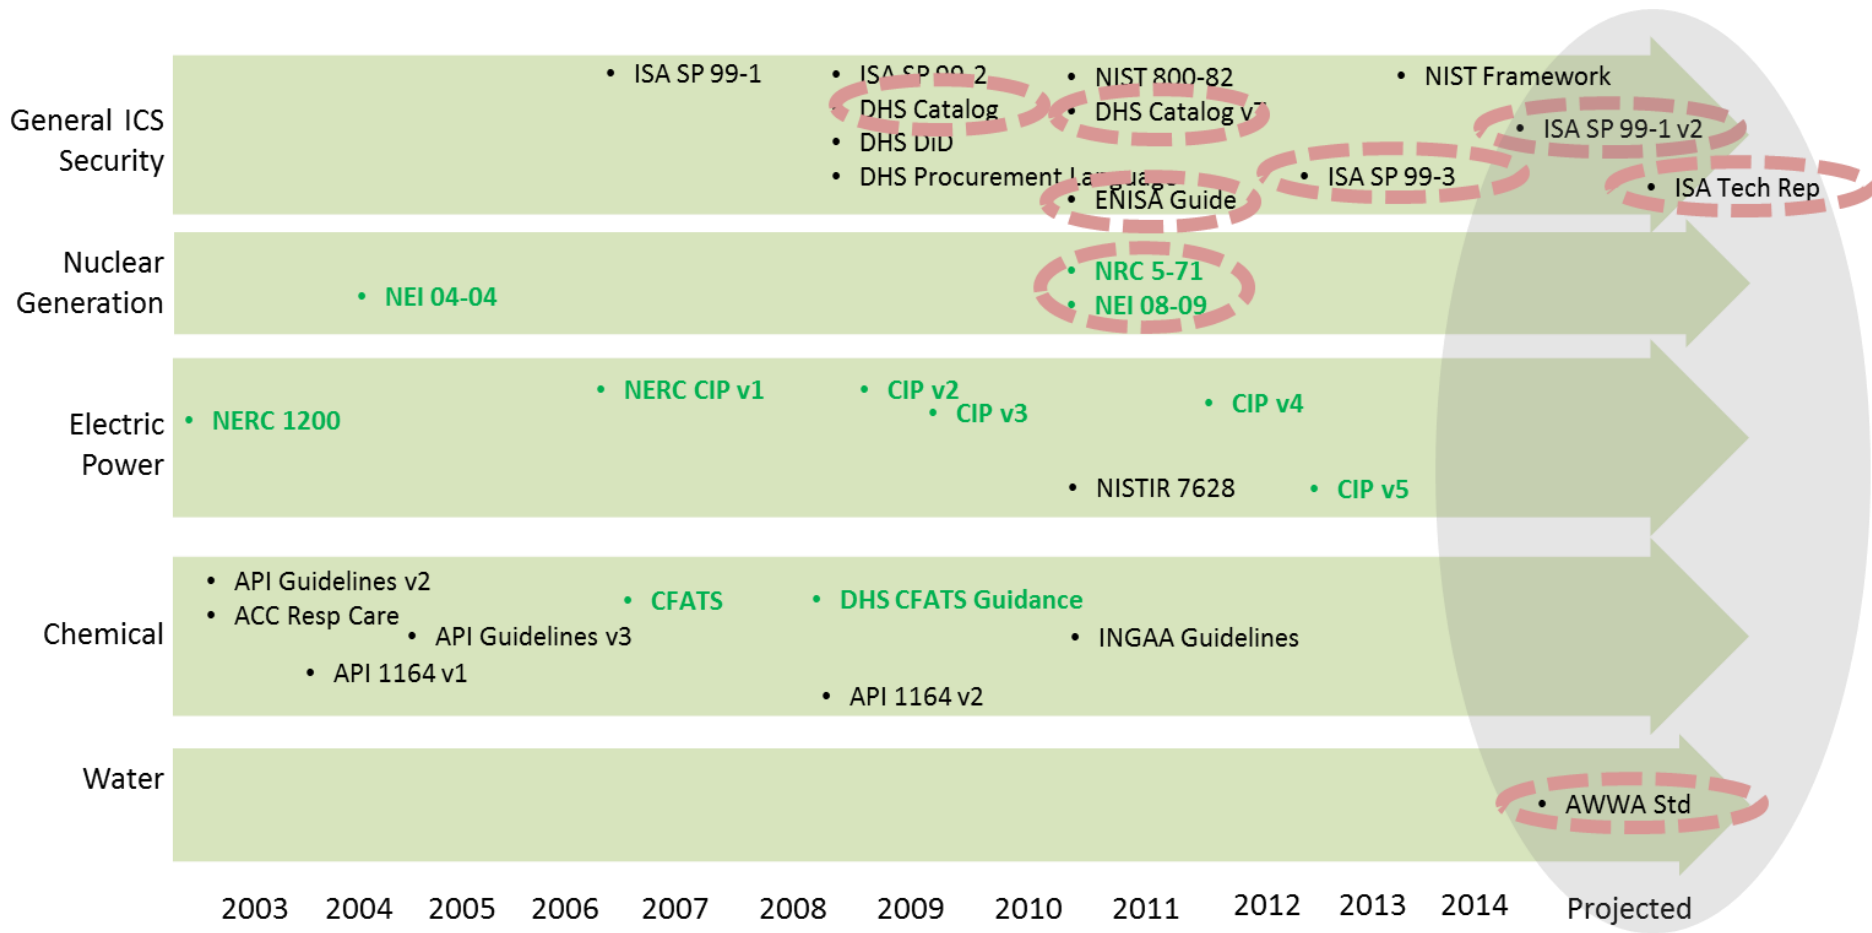 General ICS
Security
• ISA SP 99-1
• ISA SP 99-2
• DHS Catalog
• DHS DiD
• DHS Procurement Language
• NIST 800-82
• DHS Catalog
• ENISA Guide
• NIST Framework
• ISA SP 99-3
• ISA SP 99-1 v2
• ISA Tech Rep
Nuclear
Generation
• NEI 04-04
• NRC 5-71
• NEI 08-09
Electric
Power
• NERC 1200
• NERC CIP v1
• CIP v2
• CIP v3
• CIP v4
• NISTIR 7628
• CIP v5
Chemical
• API Guidelines v2
• ACC Resp Care
• API Guidelines v3
• API 1164 v1
• CFATS
• DHS CFATS Guidance
• API 1164 v2
• INGAA Guidelines
Water
• AWWA Std
2003 2004 2005 2006 2007 2008 2009 2010 2011 2012 2013 2014 Projected